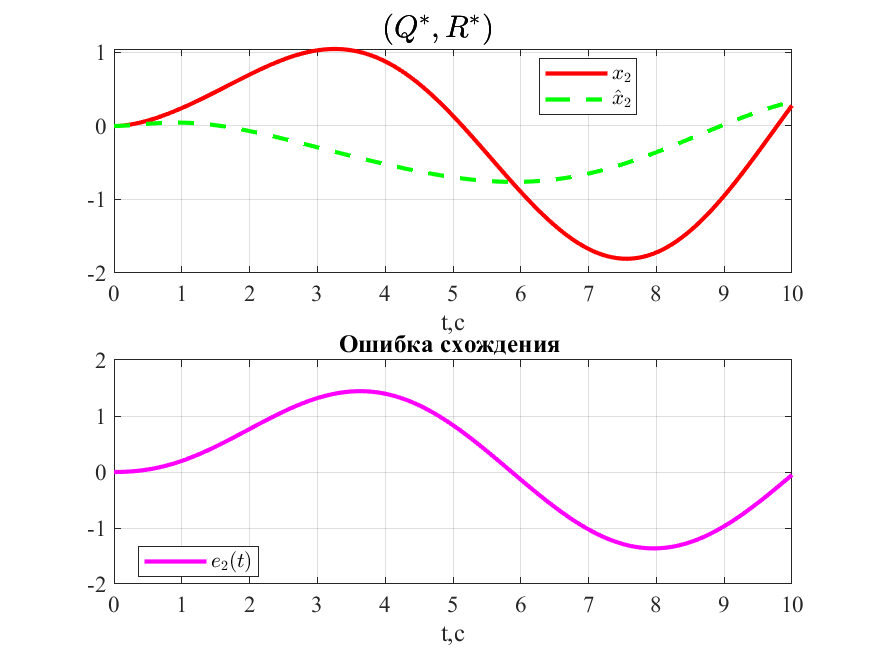 (Q*, R*)
x₂
x̂₂
1
0
-1
-2
0 1 2 3 4 5 6 7 8 9 10
t,c
Ошибка схождения
2
1
0
-1
-2
e₂(t)
0 1 2 3 4 5 6 7 8 9 10
t,c